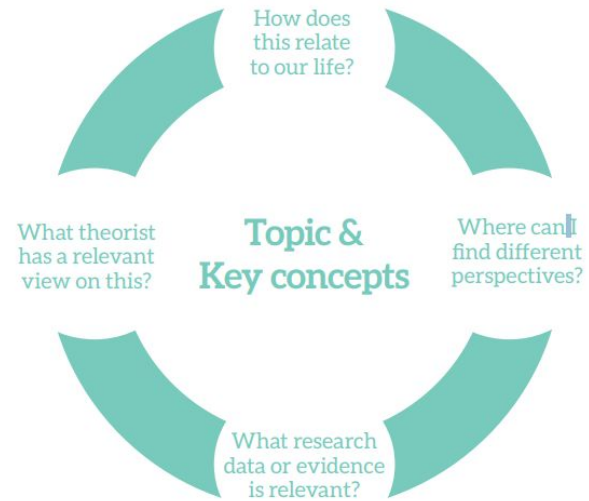 How does
this relate
to our life?
What theorist
has a relevant
view on this?
Topic &
Key concepts
Where can I
find different
perspectives?
What research
data or evidence
is relevant?